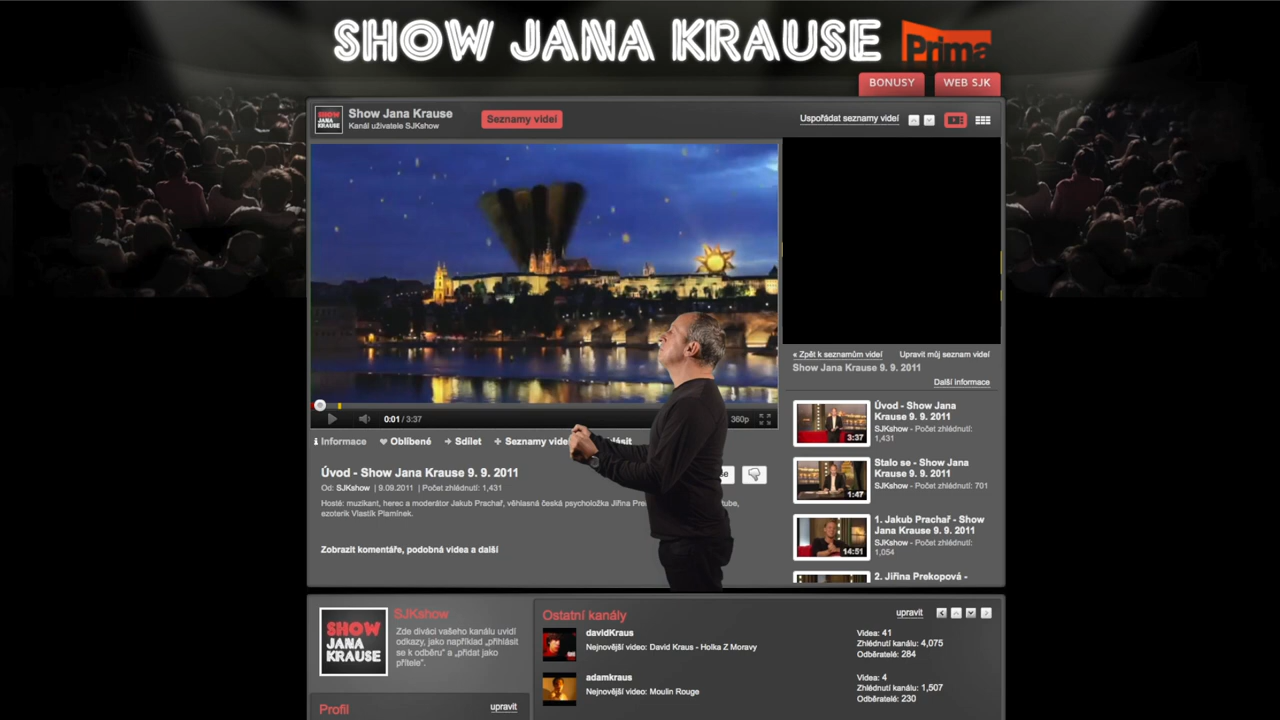 SHOW JANA KRAUSE
Prima
BONUSY
WEB SJK
SHOW
JANA
KRAUSE
Show Jana Krause
Kanál uživatele SJKshow
Seznamy videí
Uspořádat seznamy videí
0:01 / 3:37
360p
Informace
Oblíbené
Sdílet
Seznamy
Úvod - Show Jana Krause 9. 9. 2011
Od: SJKshow | 9.09.2011 | Počet zhlédnutí: 1,431
Hosté: muzikant, herec a moderátor Jakub Prachař, věhlasná česká psycholožka Jiřina
ezoterik Vlastík Plamínek.
Zobrazit komentáře, podobná videa a další
« Zpět k seznamům videí
Upravit můj seznam videí
Show Jana Krause 9. 9. 2011
Další informace
3:37
Úvod - Show Jana
Krause 9. 9. 2011
SJKshow - Počet zhlédnutí:
1,431
1:47
Stalo se - Show Jana
Krause 9. 9. 2011
SJKshow - Počet zhlédnutí: 701
14:51
1. Jakub Prachař - Show
Jana Krause 9. 9. 2011
SJKshow - Počet zhlédnutí:
1,054
2. Jiřina Prekopová -
SHOW
JANA
KRAUSE
SJKshow
Zde diváci vašeho kanálu uvidí
odkazy, jako například „přihlásit
se k odběru" a „přidat jako
přítele".
Profil
upravit
Ostatní kanály
upravit
davidKraus
Nejnovější video: David Kraus - Holka Z Moravy
Videa: 41
Zhlédnutí kanálu: 4,075
Odběratelé: 284
adamkraus
Nejnovější video: Moulin Rouge
Videa: 4
Zhlédnutí kanálu: 1,507
Odběratelé: 230